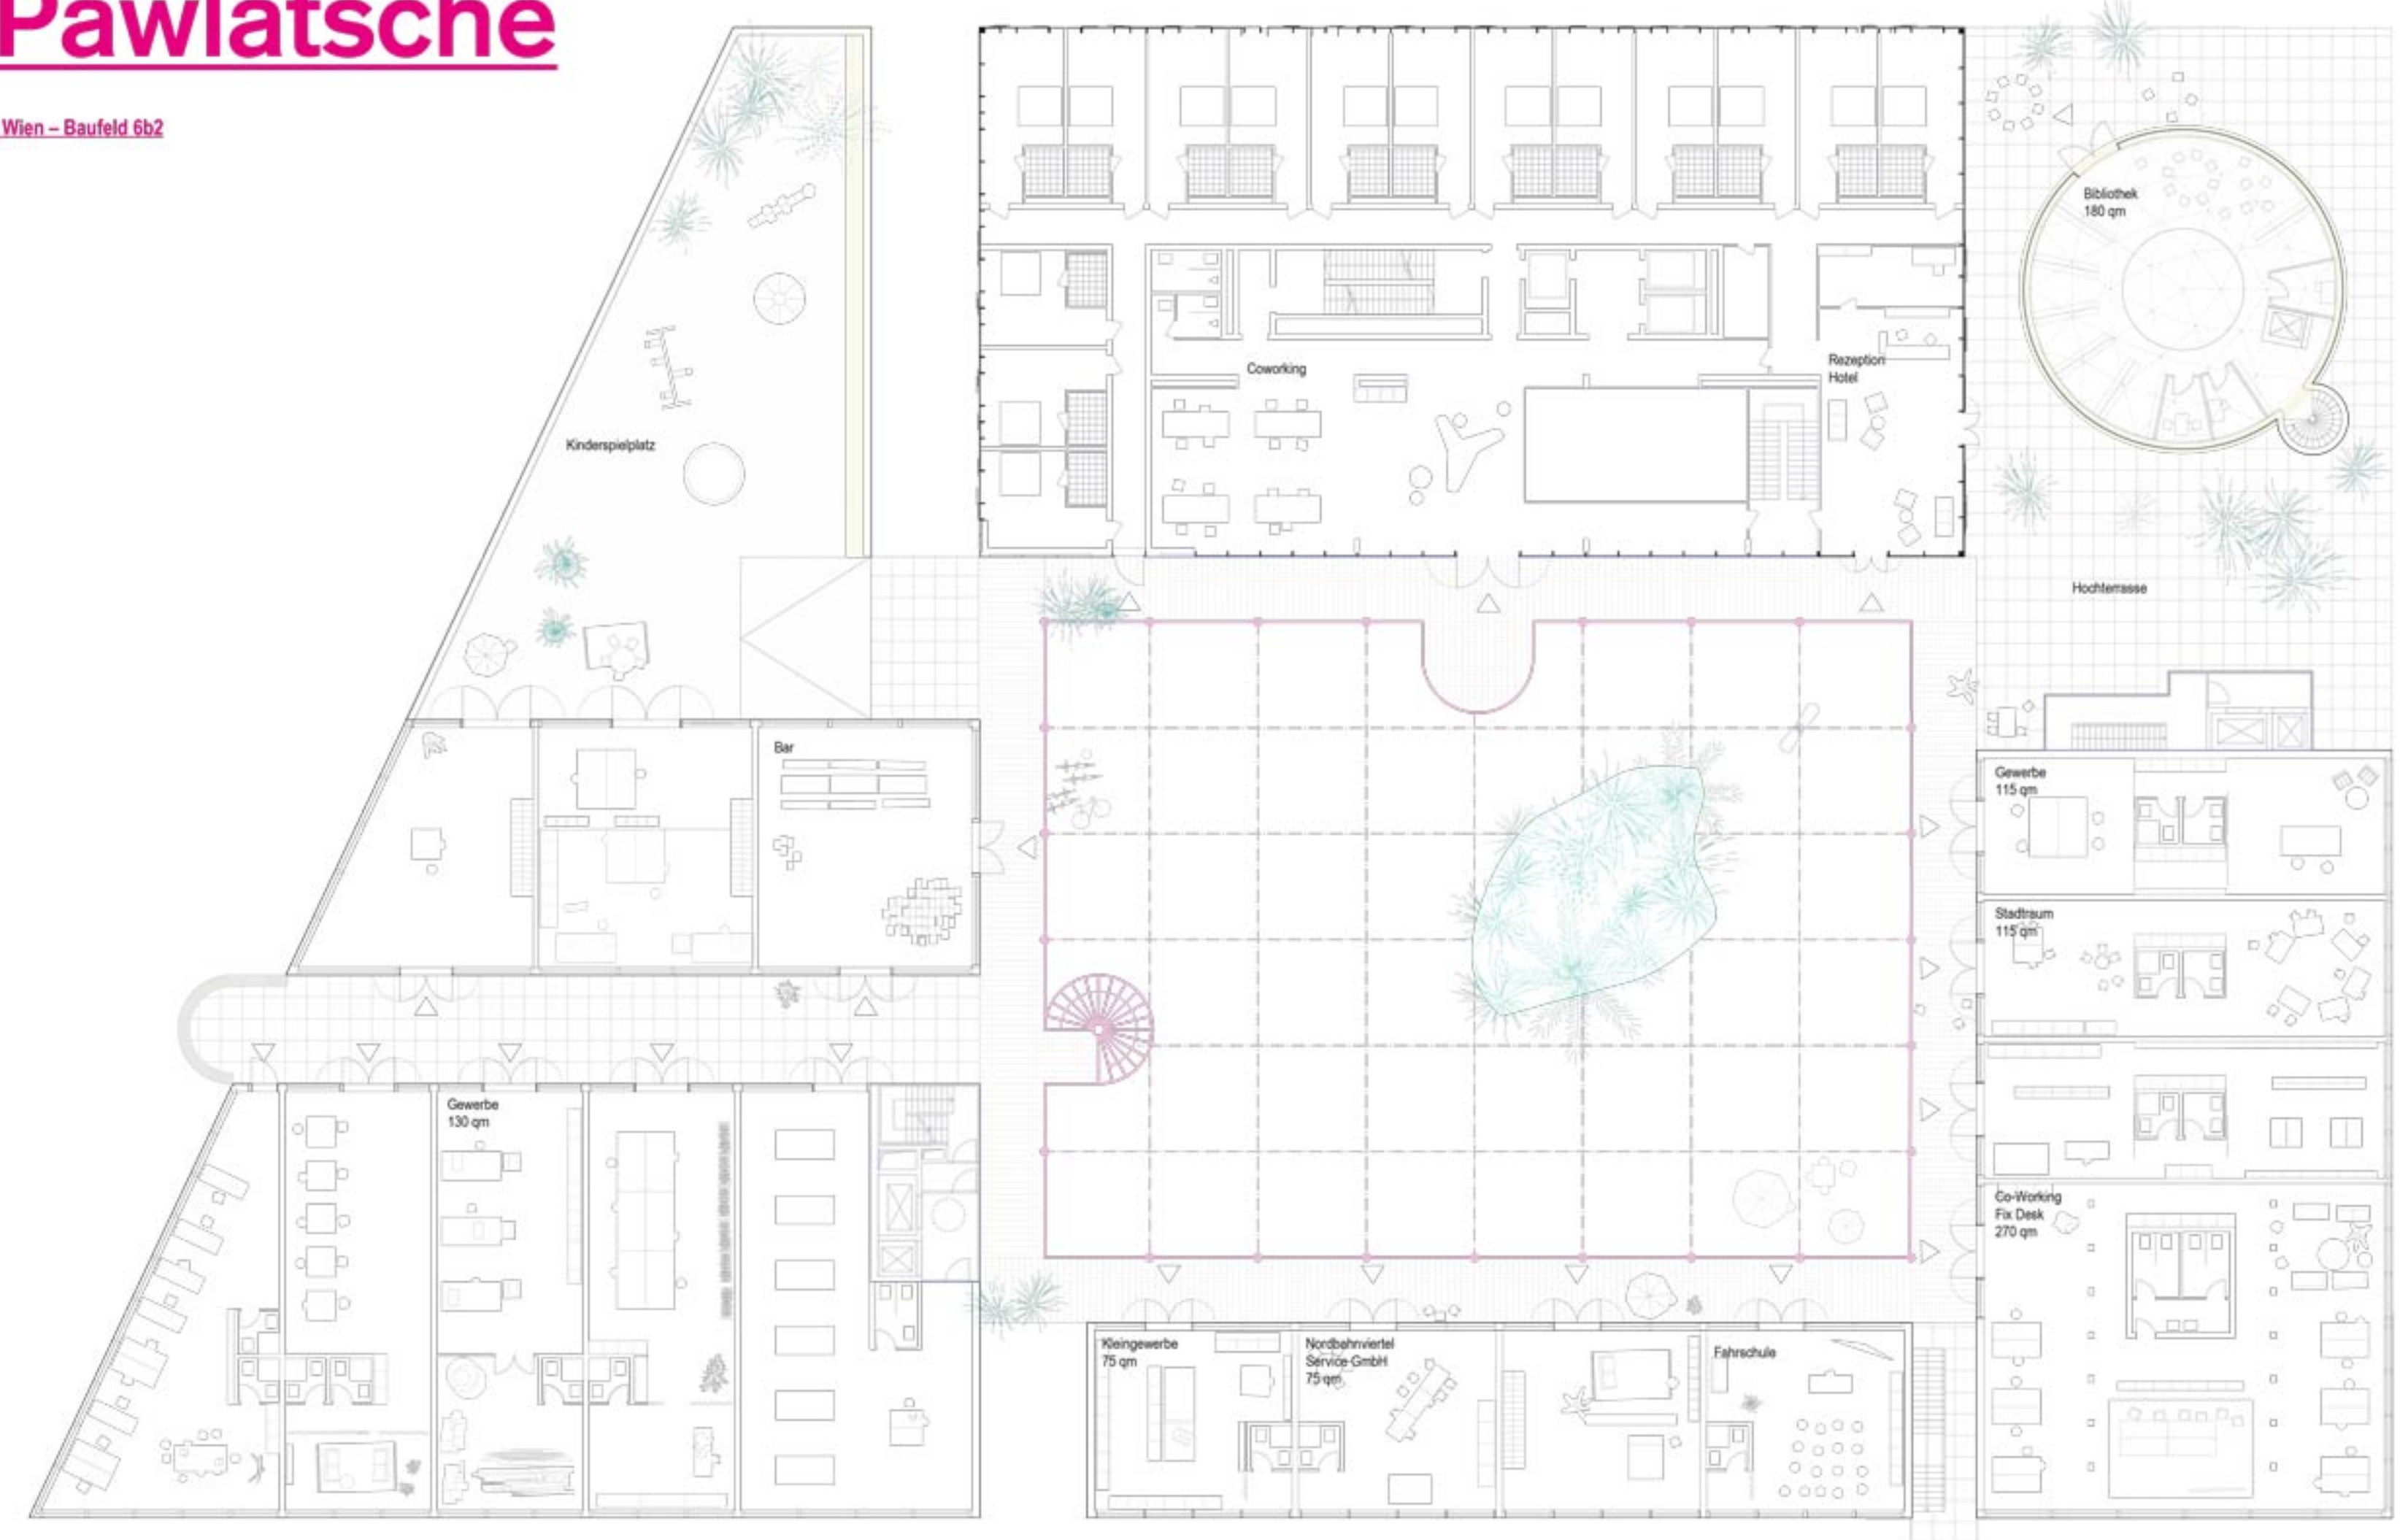 Pawlatsche
Wien – Baufeld 6b2
Bibliothek
180 qm
Coworking
Rezeption
Hotel
Kinderspielplatz
Hochterrasse
Bar
Gewerbe
115 qm
Stadtraum
115 qm
Gewerbe
130 qm
Co-Working
Fix Desk
270 qm
Kleingewerbe
75 qm
Nordbahnviertel
Service GmbH
75 qm
Fahrschule